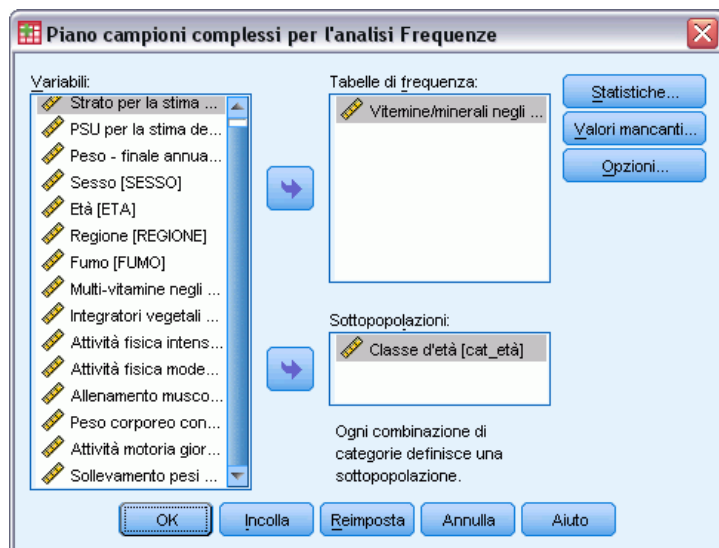 Piano campioni complessi per l'analisi Frequenze
Variabili:
Strato per la stima ...
PSU per la stima de...
Peso - finale annua...
Sesso [SESSO]
Età [ETA]
Regione [REGIONE]
Fumo [FUMO]
Multi-vitamine negli ...
Integratori vegetali ...
Attività fisica intens...
Attività fisica mode...
Allenamento musco...
Peso corporeo con...
Attività motoria gior...
Sollevamento pesi ...
Tabelle di frequenza:
Vitemine/minerali negli ...
Sottopopolazioni:
Classe d'età [cat_età]
Ogni combinazione di
categorie definisce una
sottopopolazione.
Statistiche...
Valori mancanti...
Opzioni...
OK Incolla Reimposta Annulla Aiuto